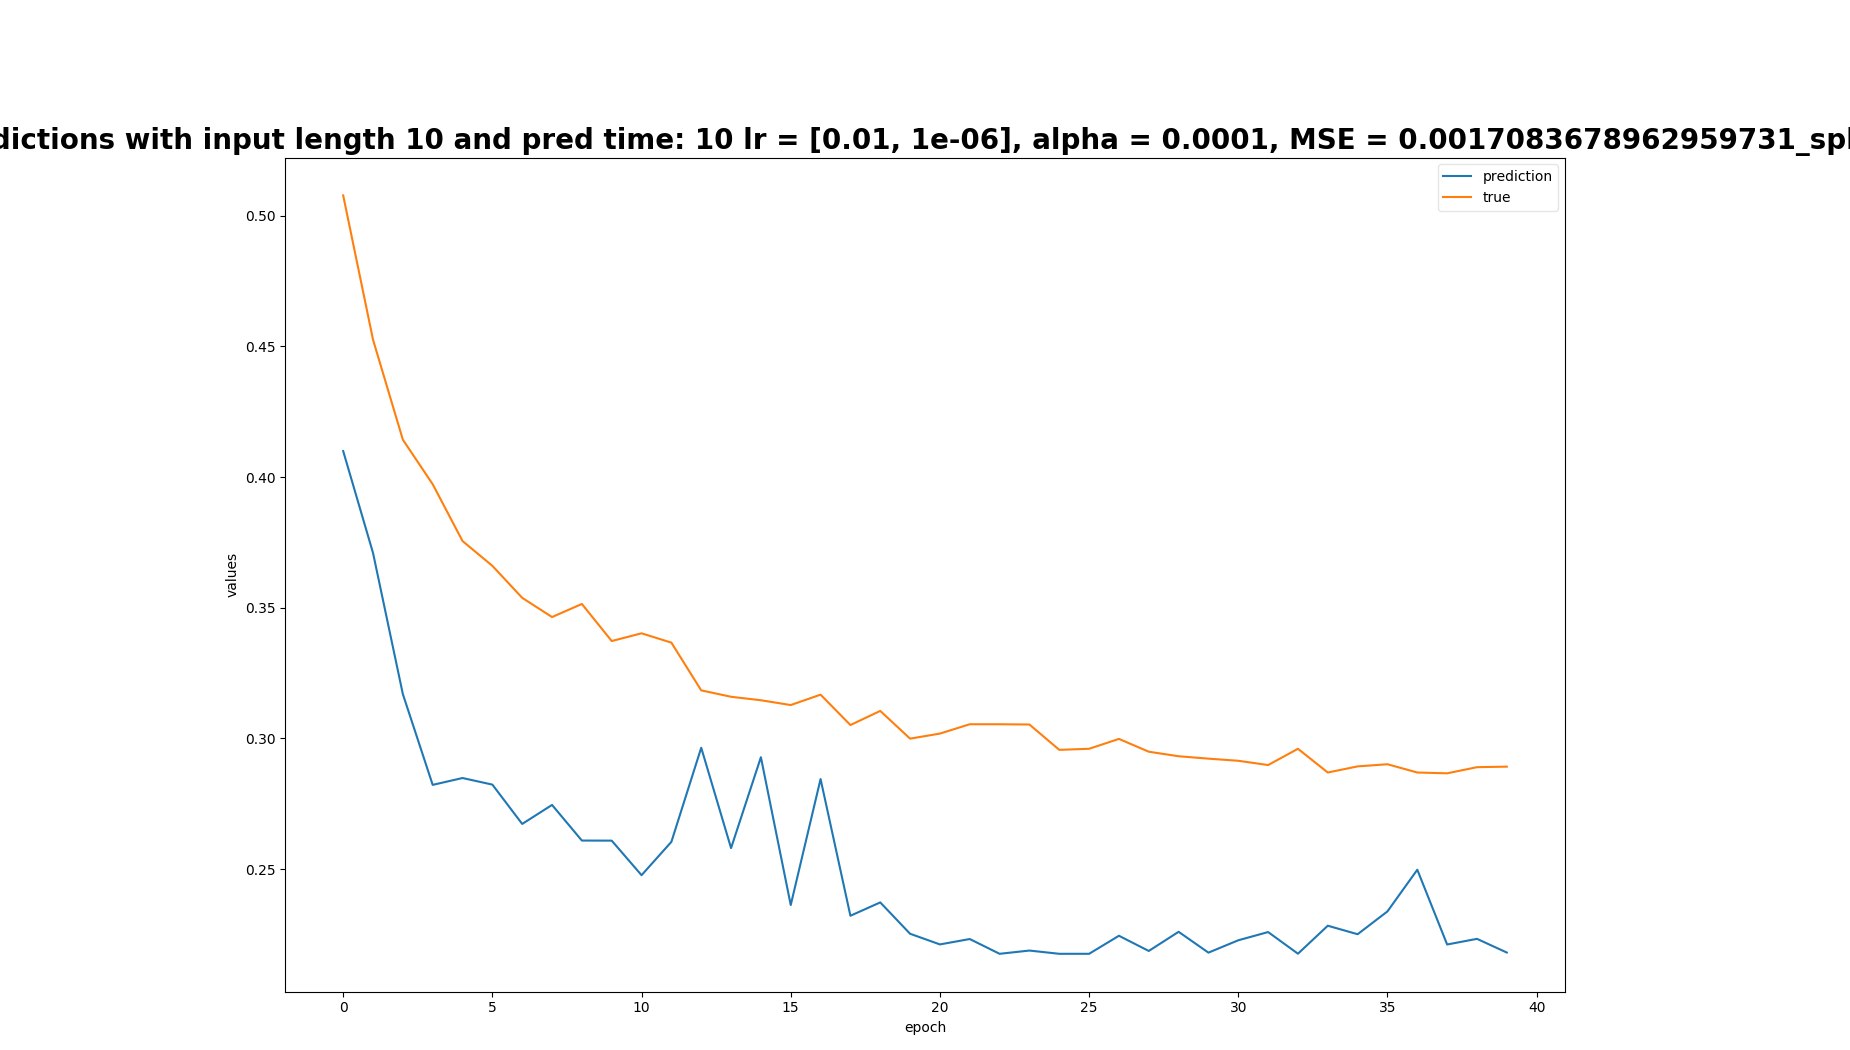 dictions with input length 10 and pred time: 10 lr = [0.01, 1e-06], alpha = 0.0001, MSE = 0.0017083678962959731_spl
prediction
true
0.50
0.45
0.40
0.35
0.30
0.25
values
0 5 10 15 20 25 30 35 40
epoch